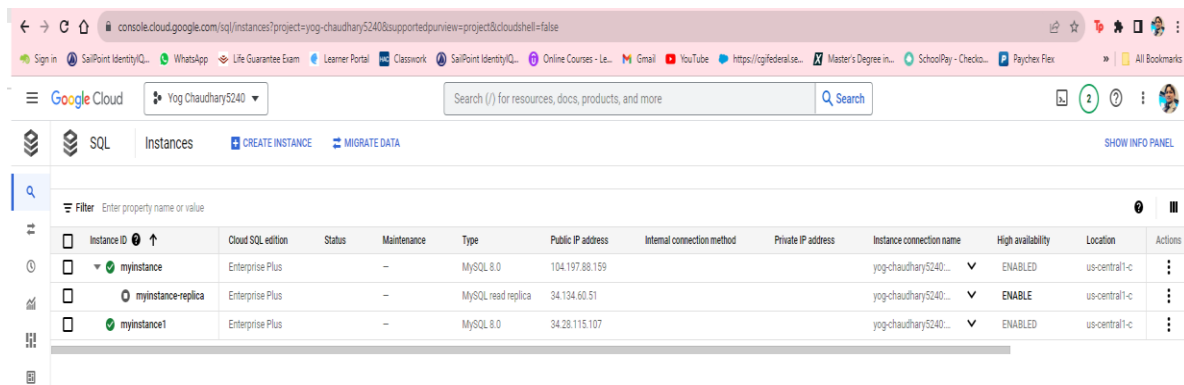 console.cloud.google.com/sql/instances?project=yog-chaudhary5240&supportedpurview=project&cloudshell=false
Sign in SailPoint IdentityIQ... WhatsApp Life Guarantee Exam Learner Portal Classwork SailPoint IdentityIQ... Online Courses - Le... Gmail YouTube https://cgifederal.se... Master's Degree in... SchoolPay - Checko... Paychex Flex » All Bookmarks
Google Cloud Yog Chaudhary5240 Search (/) for resources, docs, products, and more Search 2
SQL Instances CREATE INSTANCE MIGRATE DATA SHOW INFO PANEL
Filter Enter property name or value
Instance ID Cloud SQL edition Status Maintenance Type Public IP address Internal connection method Private IP address Instance connection name High availability Location Actions
myinstance Enterprise Plus – MySQL 8.0 104.197.88.159 yog-chaudhary5240:... ENABLED us-central1-c
myinstance-replica Enterprise Plus – MySQL read replica 34.134.60.51 yog-chaudhary5240:... ENABLE us-central1-c
myinstance1 Enterprise Plus – MySQL 8.0 34.28.115.107 yog-chaudhary5240:... ENABLED us-central1-c